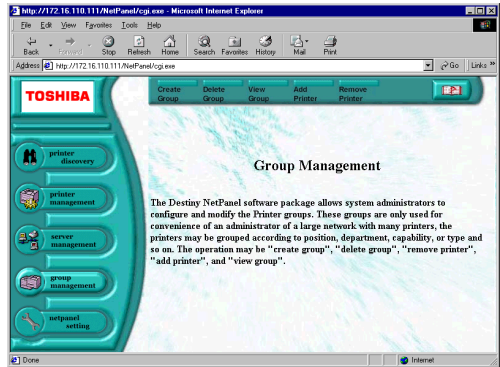 http://172.16.110.111/NetPanel/cgi.exe - Microsoft Internet Explorer
File Edit View Favorites Tools Help
Back Forward Stop Refresh Home Search Favorites History Mail Print
Address http://172.16.110.111/NetPanel/cgi.exe Go Links »
TOSHIBA
Create Group
Delete Group
View Group
Add Printer
Remove Printer
printer discovery
printer management
server management
group management
netpanel setting
Group Management
The Destiny NetPanel software package allows system administrators to
configure and modify the Printer groups. These groups are only used for
convenience of an administrator of a large network with many printers, the
printers may be grouped according to position, department, capability, or type and
so on. The operation may be "create group", "delete group", "remove printer",
"add printer", and "view group".
Done
Internet